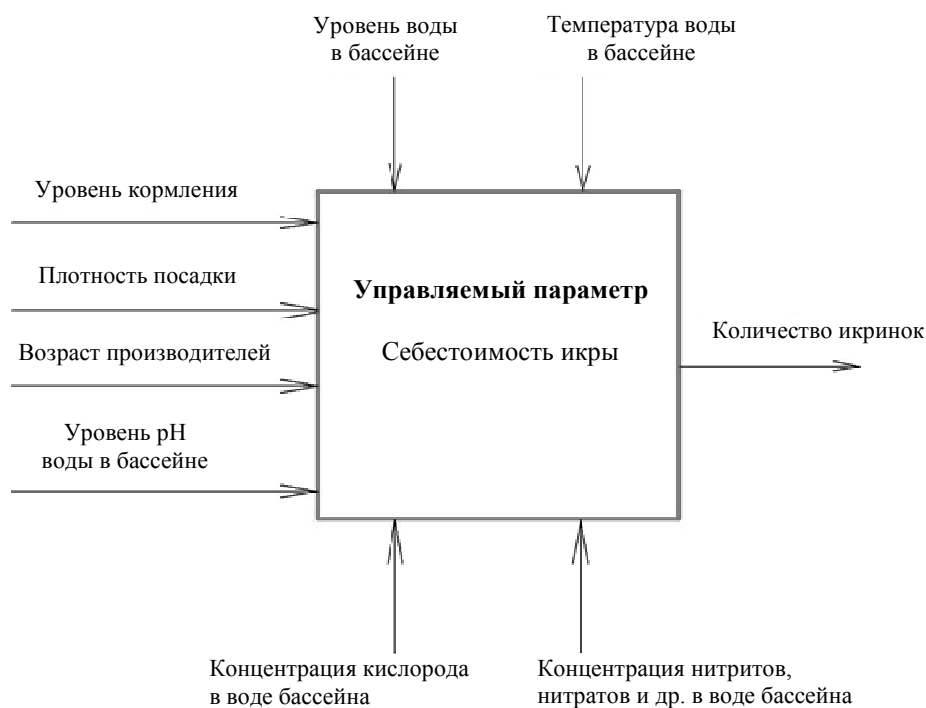 Уровень воды
в бассейне
Температура воды
в бассейне
Уровень кормления
Плотность посадки
Возраст производителей
Уровень pH
воды в бассейне
Управляемый параметр
Себестоимость икры
Количество икринок
Концентрация кислорода
в воде бассейна
Концентрация нитритов,
нитратов и др. в воде бассейна